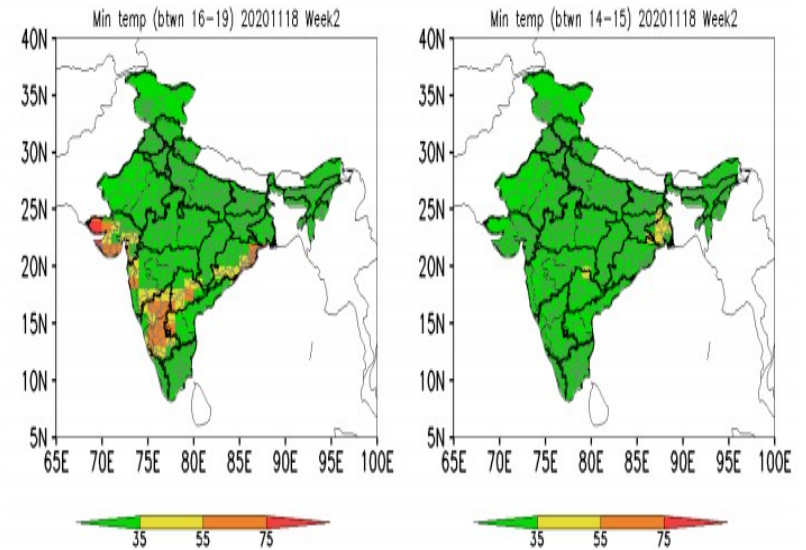 Min temp (btwn 16-19) 20201118 Week2
40N
35N
30N
25N
20N
15N
10N
5N
65E 70E 75E 80E 85E 90E 95E 100E
35 55 75
Min temp (btwn 14-15) 20201118 Week2
40N
35N
30N
25N
20N
15N
10N
5N
65E 70E 75E 80E 85E 90E 95E 100E
35 55 75